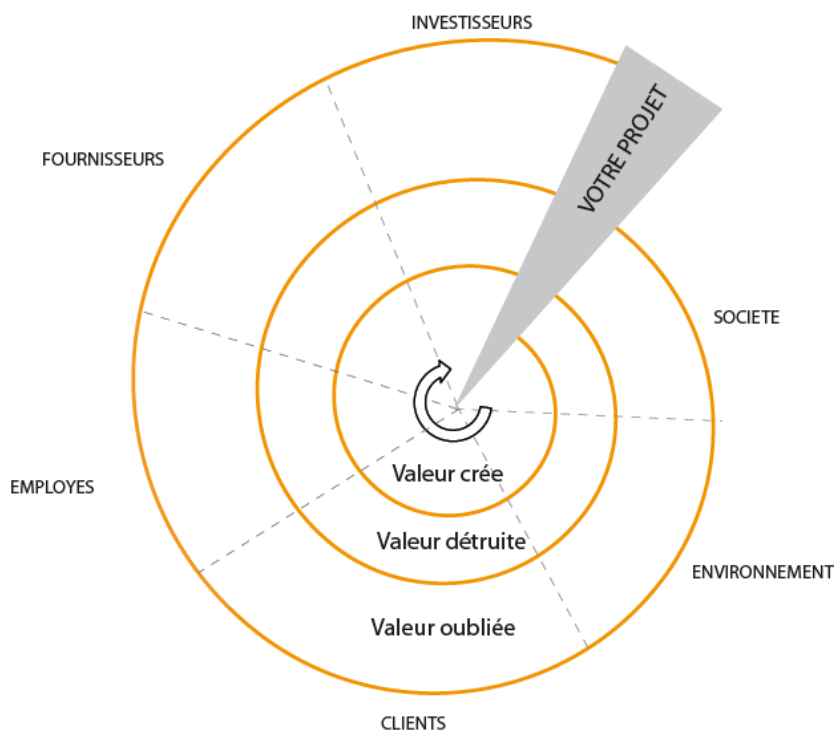 INVESTISSEURS
VOTRE PROJET
FOURNISSEURS
SOCIETE
Valeur crée
EMPLOYES
Valeur détruite
ENVIRONNEMENT
Valeur oubliée
CLIENTS